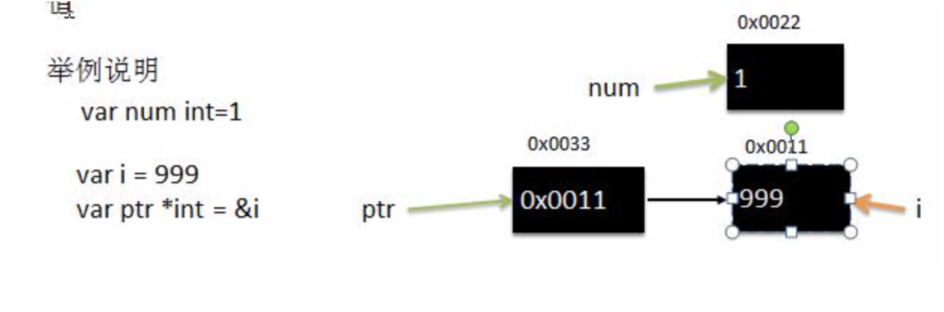 举例说明
var num int=1
var i = 999
var ptr *int = &i
0x0022
num
1
0x0033
0x0011
ptr
0x0011
999
i